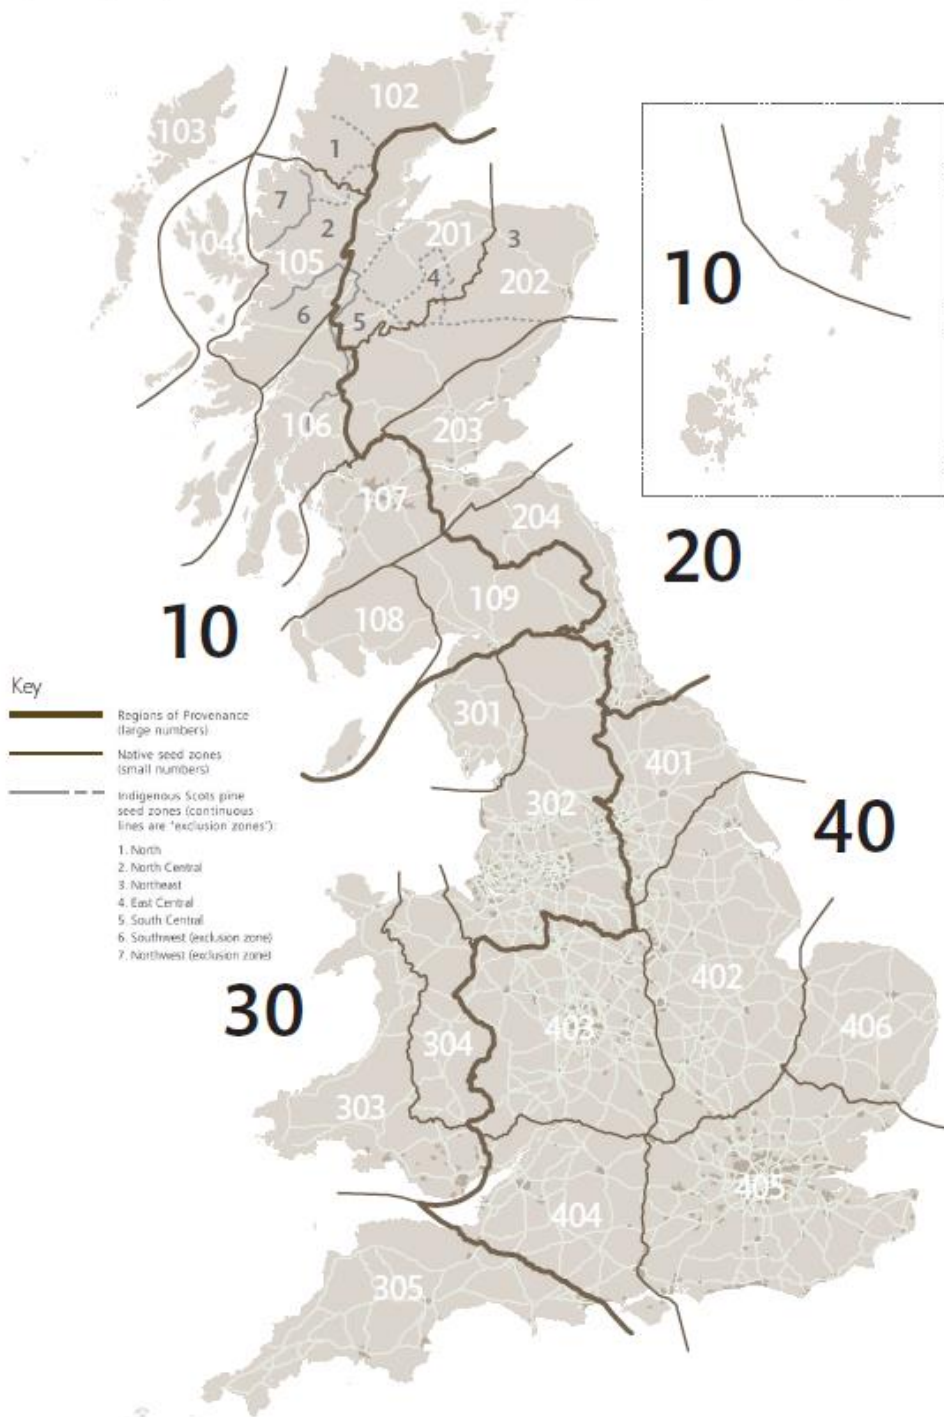 102
103
1
7
2
104
105
201
3
4
202
6
5
10
106
203
107
204
20
109
10
108
Key
Regions of Provenance
(large numbers)
Native seed zones
(small numbers)
Indigenous Scots pine
seed zones (continuous
lines are "exclusion zones"):
1. North
2. North Central
3. Northeast
4. East Central
5. South Central
6. Southwest (exclusion zone)
7. Northwest (exclusion zone)
301
401
302
40
402
30
403
406
304
303
405
404
305